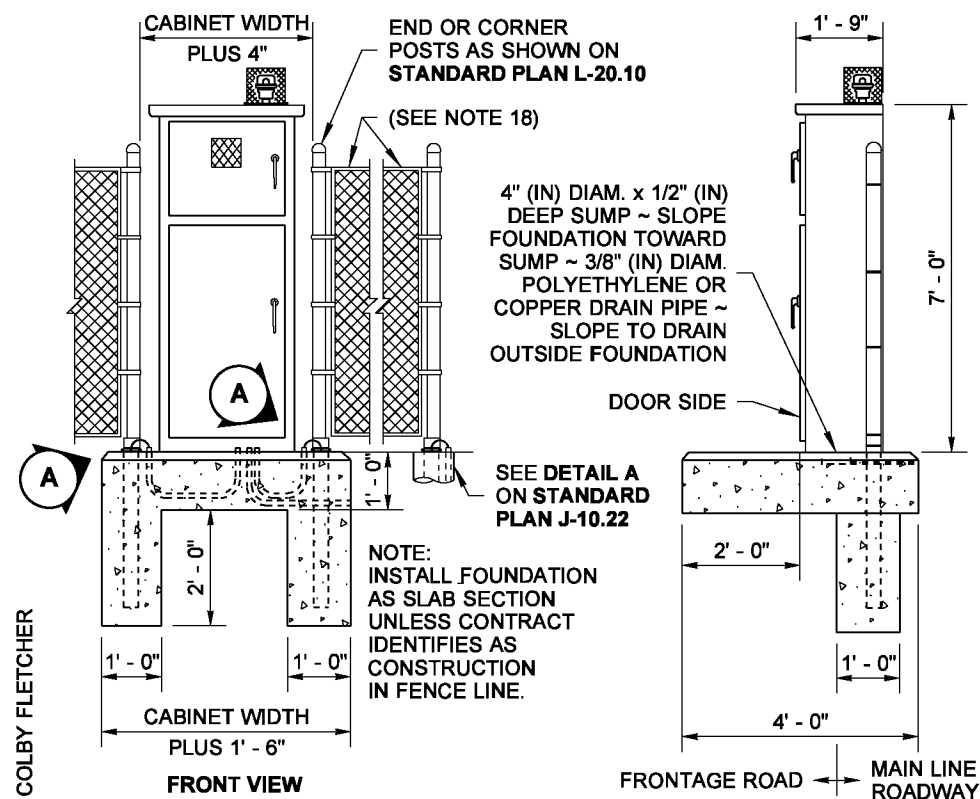 CABINET WIDTH
PLUS 4"
END OR CORNER
POSTS AS SHOWN ON
STANDARD PLAN L-20.10
(SEE NOTE 18)
1' - 9"
4" (IN) DIAM. x 1/2" (IN)
DEEP SUMP ~ SLOPE
FOUNDATION TOWARD
SUMP ~ 3/8" (IN) DIAM.
POLYETHYLENE OR
COPPER DRAIN PIPE ~
SLOPE TO DRAIN
OUTSIDE FOUNDATION
7' - 0"
DOOR SIDE
A
A
1' - 0"
SEE DETAIL A
ON STANDARD
PLAN J-10.22
2' - 0"
NOTE:
INSTALL FOUNDATION
AS SLAB SECTION
UNLESS CONTRACT
IDENTIFIES AS
CONSTRUCTION
IN FENCE LINE.
2' - 0"
1' - 0"
1' - 0"
1' - 0"
CABINET WIDTH
PLUS 1' - 6"
4' - 0"
FRONT VIEW
FRONTAGE ROAD
MAIN LINE
ROADWAY
COLBY FLETCHER